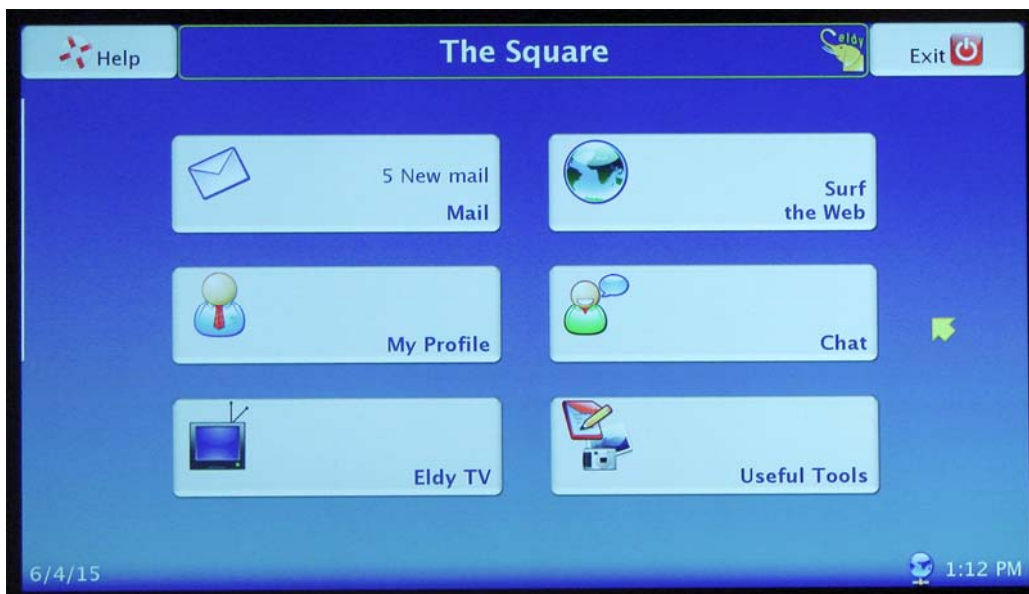 Help
The Square
eldy
Exit
5 New mail
Mail
Surf
the Web
My Profile
Chat
Eldy TV
Useful Tools
6/4/15
1:12 PM